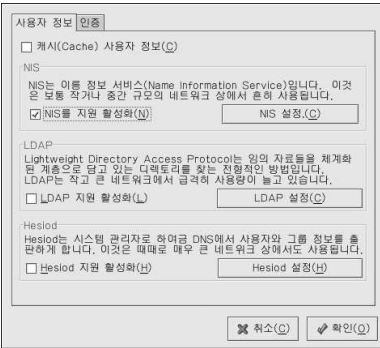 사용자 정보 인증
캐시(Cache) 사용자 정보(C)
NIS
NIS는 이름 정보 서비스(Name Information Service)입니다. 이것
은 보통 작거나 중간 규모의 네트워크 상에서 흔히 사용됩니다.
NIS를 지원 활성화(N) NIS 설정.(C)
LDAP
Lightweight Directory Access Protocol는 임의 자료들을 체계화
된 계층으로 담고 있는 디렉토리를 찾는 전형적인 방법입니다.
LDAP는 작고 큰 네트워크에서 급격히 사용량이 늘고 있습니다.
LDAP 지원 활성화(L) LDAP 설정(C)
Hesiod
Hesiod는 시스템 관리자로 하여금 DNS에서 사용자와 그룹 정보를 출
판하게 합니다. 이것은 때때로 매우 큰 네트워크 상에서도 사용됩니다.
Hesiod 지원 활성화(H) Hesiod 설정(H)
취소(C) 확인(O)